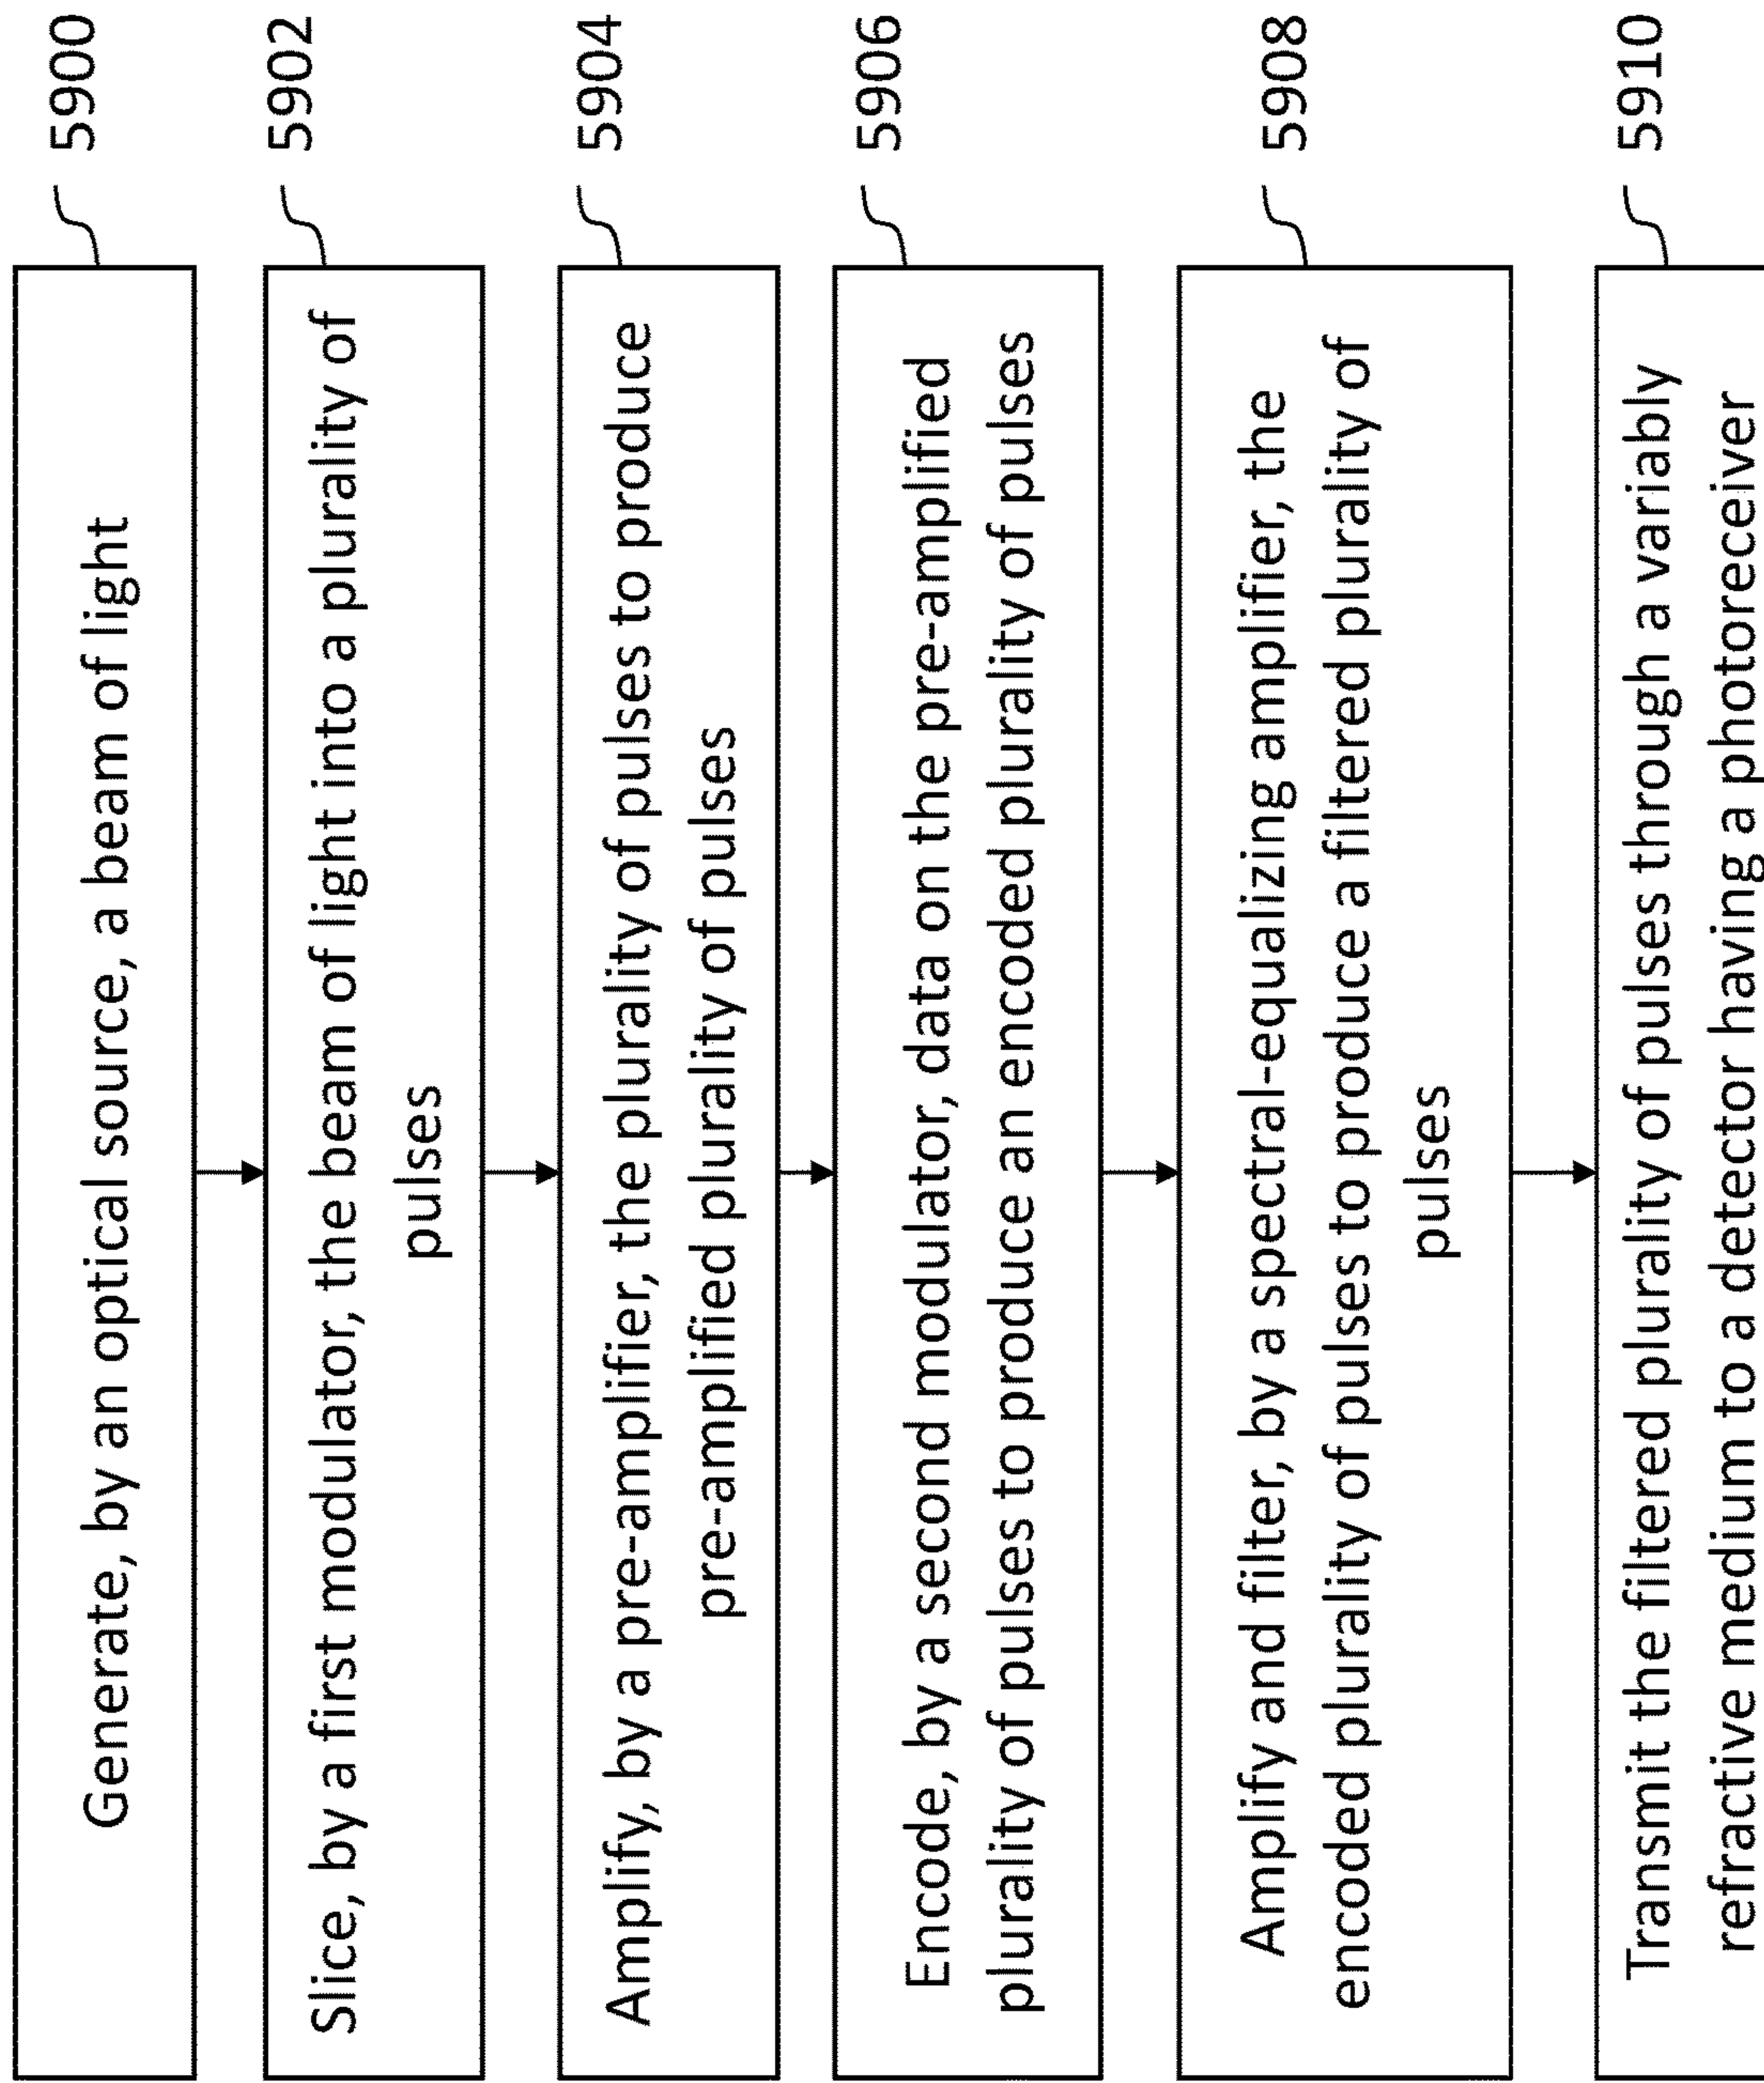 Generate, by an optical source, a beam of light
5900
Slice, by a first modulator, the beam of light into a plurality of
pulses
5902
Amplify, by a pre-amplifier, the plurality of pulses to produce
pre-amplified plurality of pulses
5904
Encode, by a second modulator, data on the pre-amplified
plurality of pulses to produce an encoded plurality of pulses
5906
Amplify and filter, by a spectral-equalizing amplifier, the
encoded plurality of pulses to produce a filtered plurality of
pulses
5908
Transmit the filtered plurality of pulses through a variably
refractive medium to a detector having a photoreceiver
5910